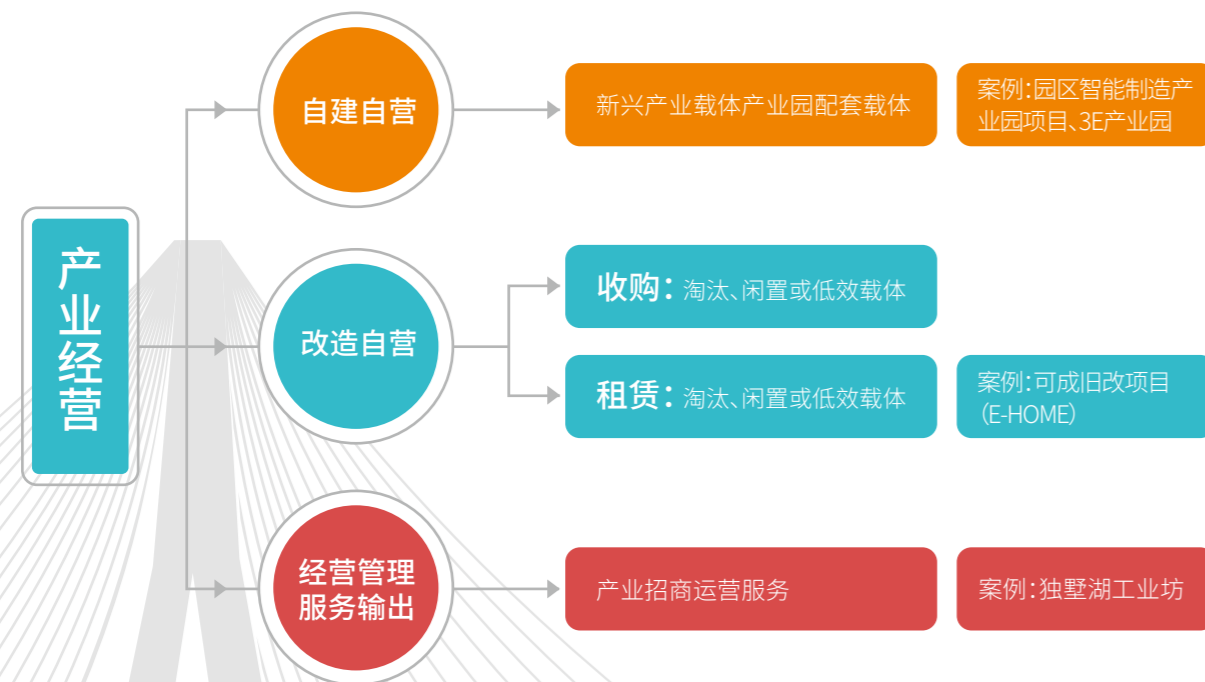 产业经营
自建自营
新兴产业载体产业园配套载体
案例：园区智能制造产
业园项目、3E产业园
改造自营
收购：淘汰、闲置或低效载体
租赁：淘汰、闲置或低效载体
案例：可成旧改项目
（E-HOME）
经营管理
服务输出
产业招商运营服务
案例：独墅湖工业坊